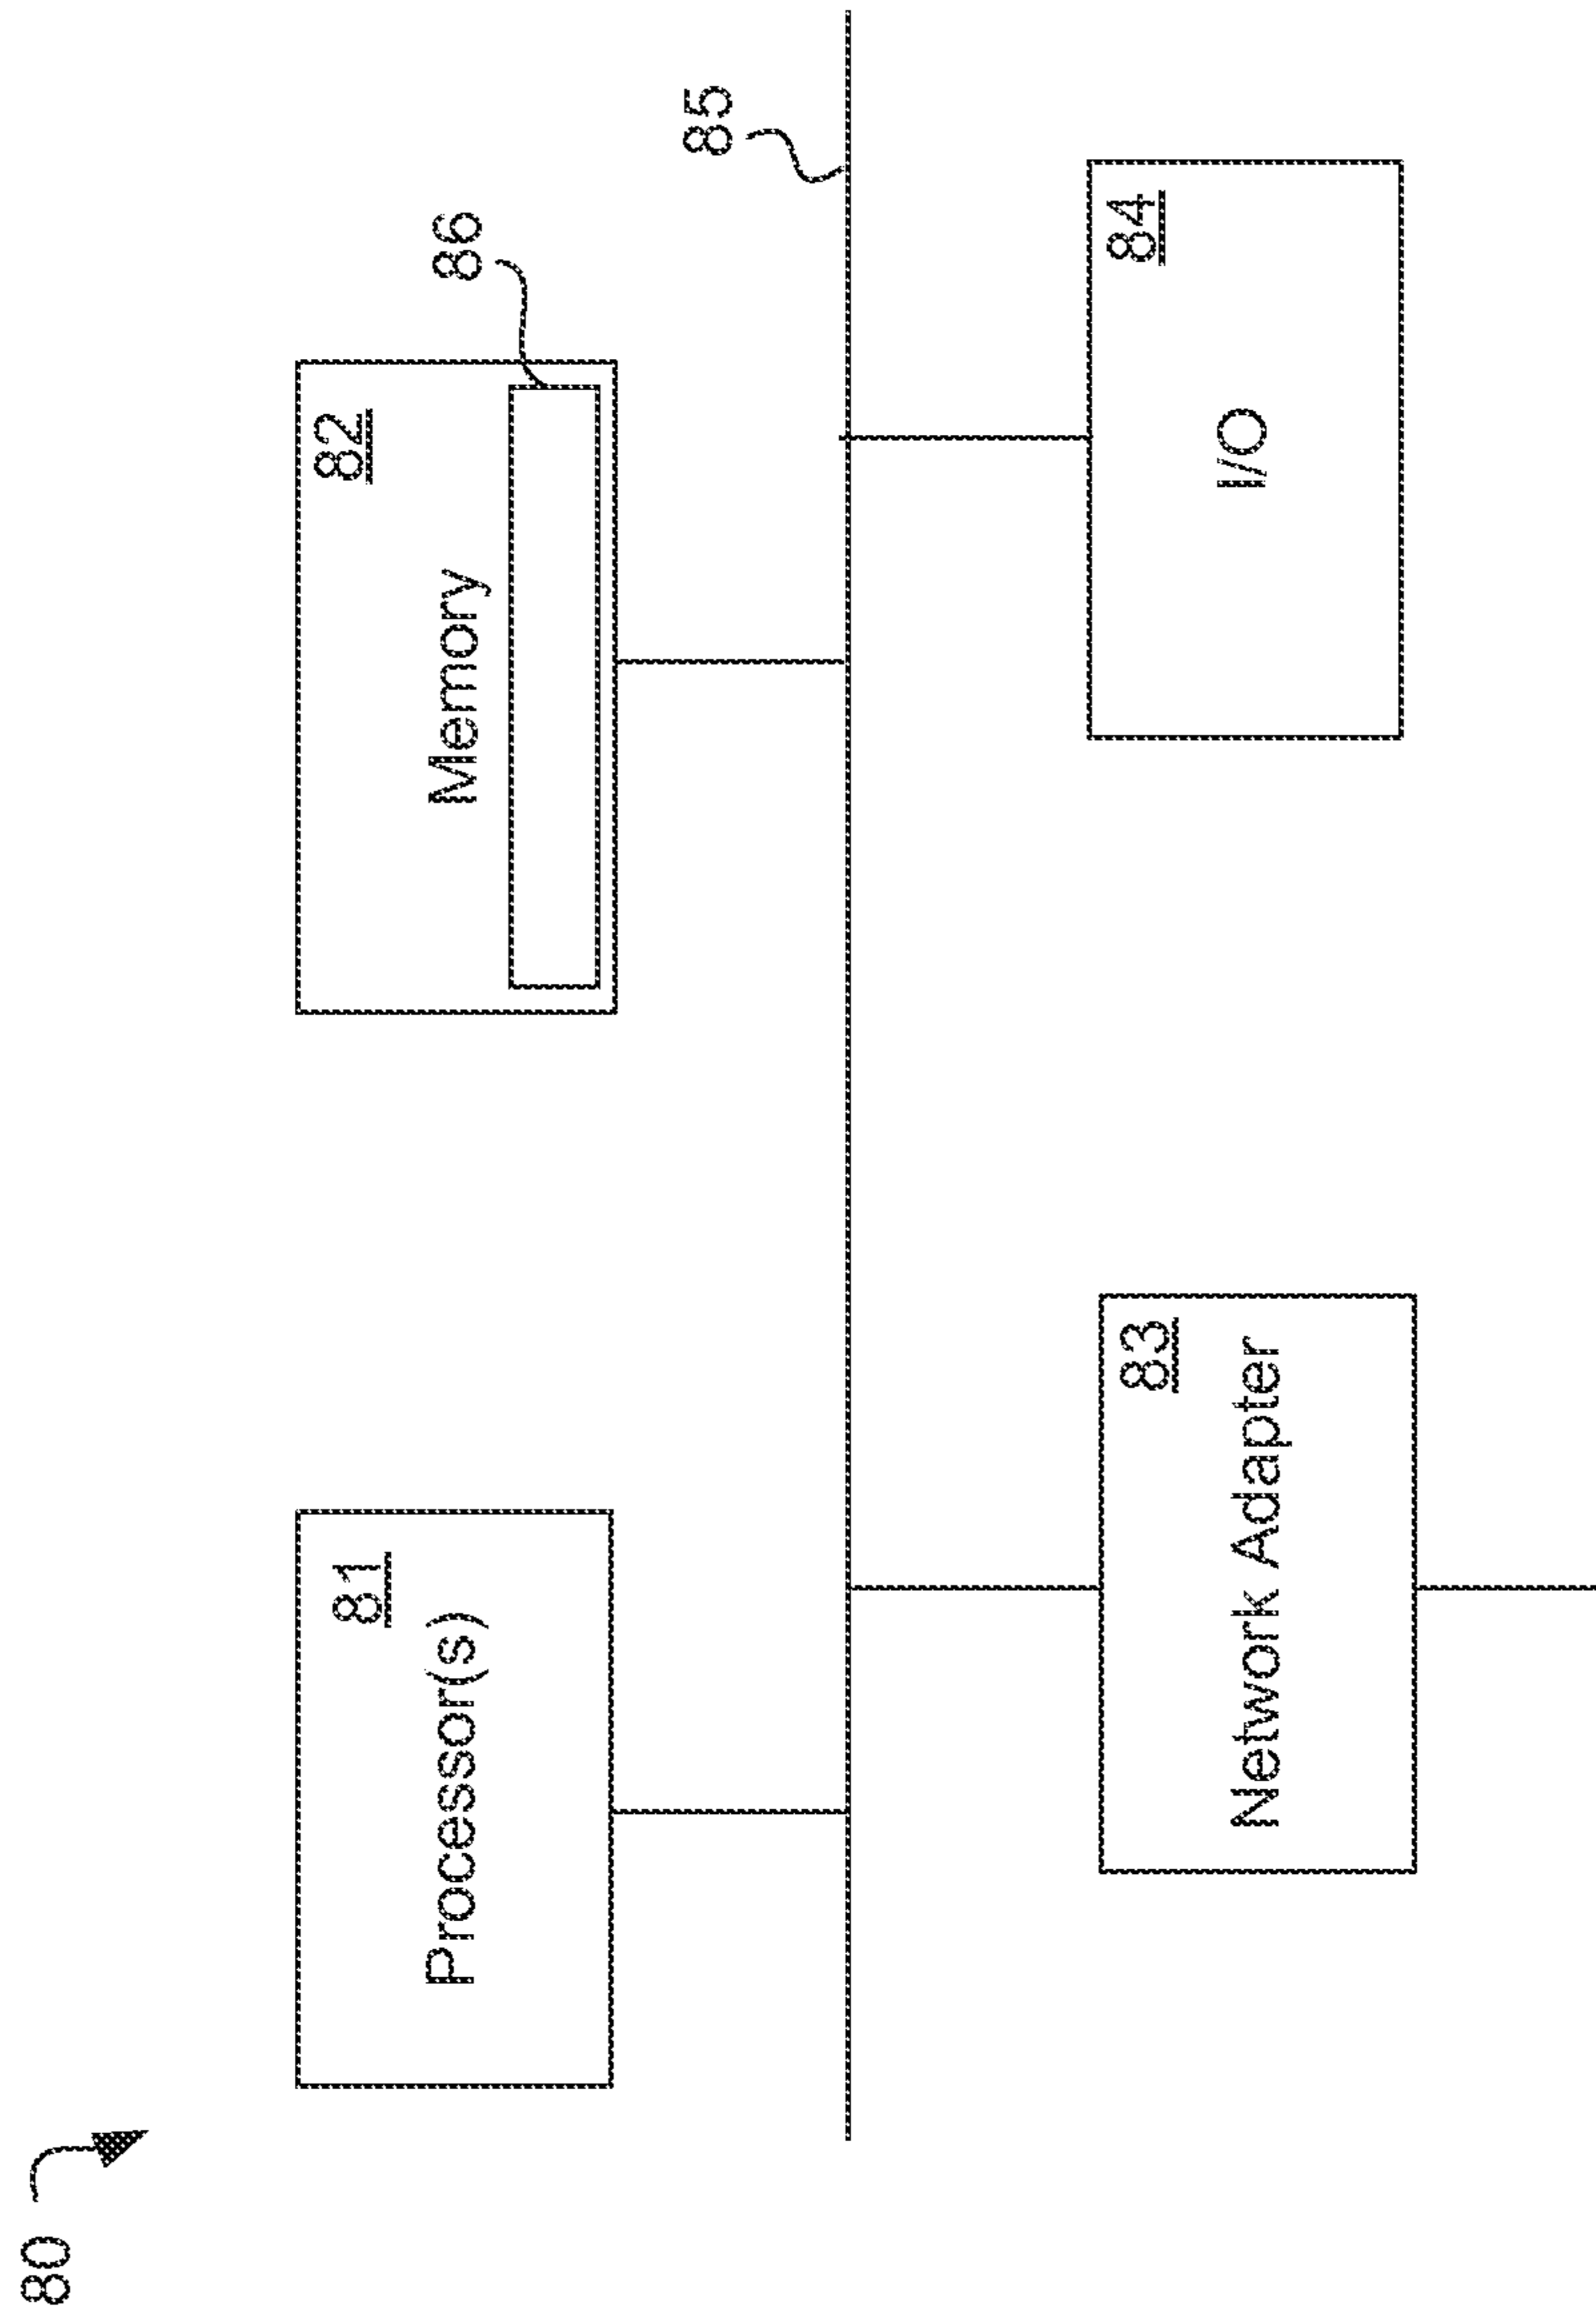 80
81
Processor(s)
82
Memory
86
85
83
Network Adapter
84
I/O